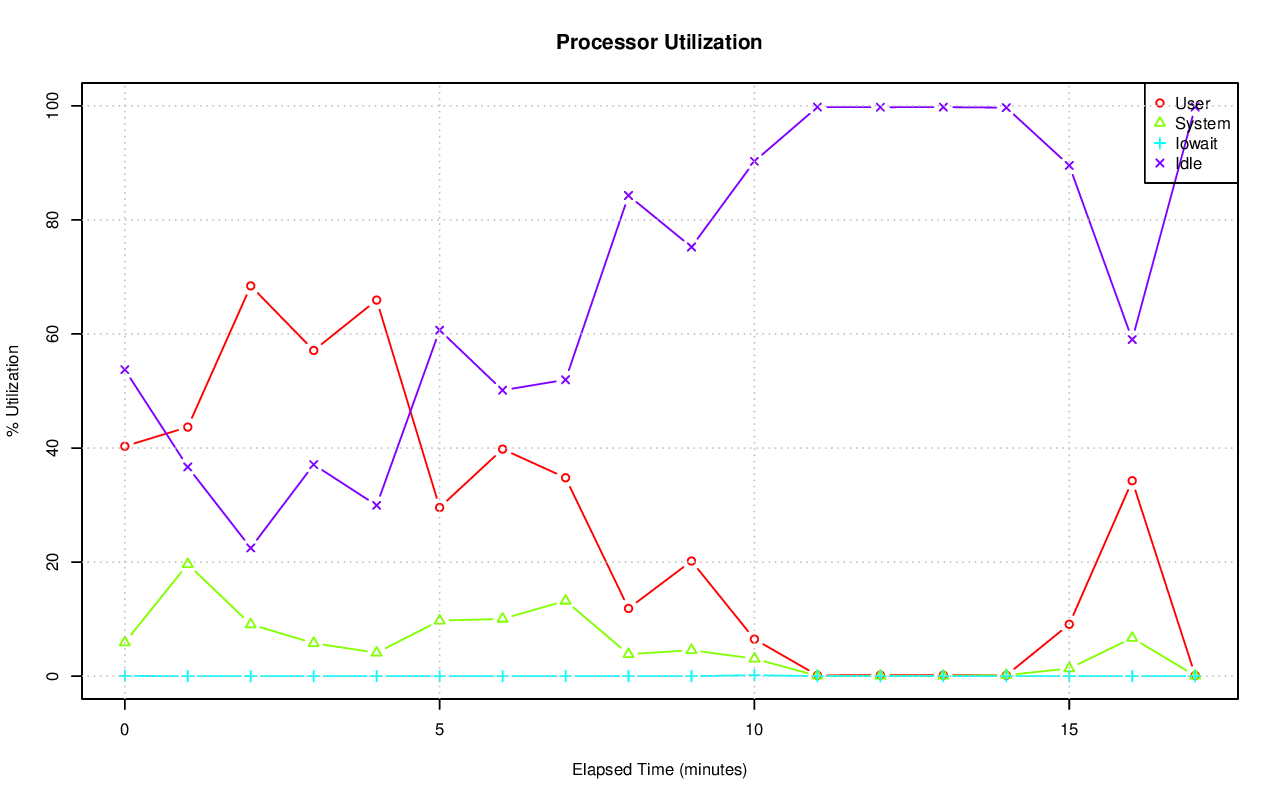 Processor Utilization
% Utilization
100
80
60
40
20
0
User
System
Iowait
Idle
0 5 10 15
Elapsed Time (minutes)